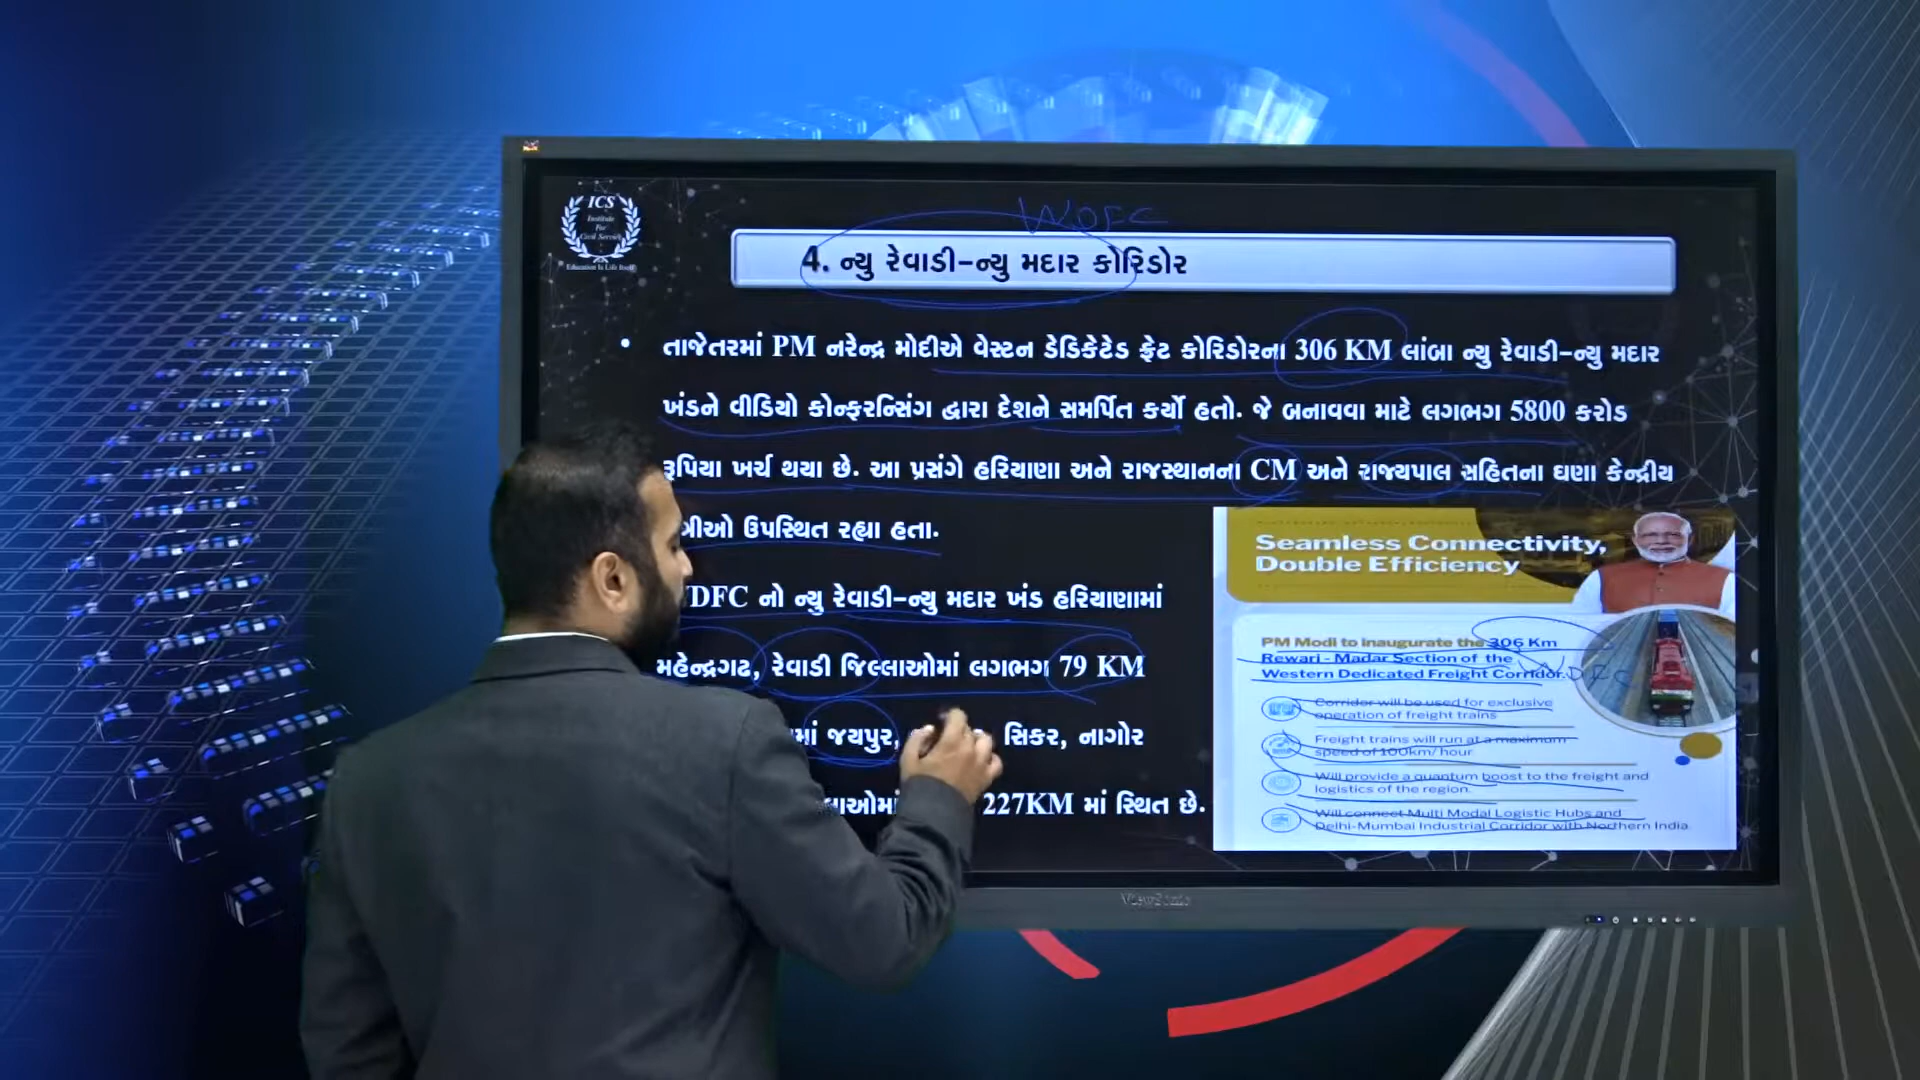 ICS
Institute
For
Civil Services
Education Is Life Itself
WDFC
4. ન્યુ રેવાડી-ન્યુ મદાર કોરિડોર
• તાજેતરમાં PM નરેન્દ્ર મોદીએ વેસ્ટન ડેડિકેટેડ ફ્રેટ કોરિડોરના 306 KM લાંબા ન્યુ રેવાડી-ન્યુ મદાર
ખંડને વીડિયો કોન્ફરન્સિંગ દ્વારા દેશને સમર્પિત કર્યો હતો. જે બનાવવા માટે લગભગ 5800 કરોડ
રૂપિયા ખર્ચ થયા છે. આ પ્રસંગે હરિયાણા અને રાજસ્થાનના CM અને રાજ્યપાલ સહિતના ઘણા કેન્દ્રીય
ઉપસ્થિત રહ્યા હતા.
નો ન્યુ રેવાડી-ન્યુ મદાર ખંડ હરિયાણામાં
મહેન્દ્રગઢ, રેવાડી જિલ્લાઓમાં લગભગ 79 KM
જયપુર, સિકર, નાગોર
227KM માં સ્થિત છે.
Seamless Connectivity,
Double Efficiency
PM Modi to inaugurate the 306 Km
Rewari - Madar Section of the
Western Dedicated Freight Corridor.
WDFC
Corridor will be used for exclusive
operation of freight trains
Freight trains will run at a maximum
speed of 100km/hour
Will provide a quantum boost to the freight and
logistics of the region.
Will connect Multi Modal Logistic Hubs and
Delhi-Mumbai Industrial Corridor with Northern India
ViewSonic